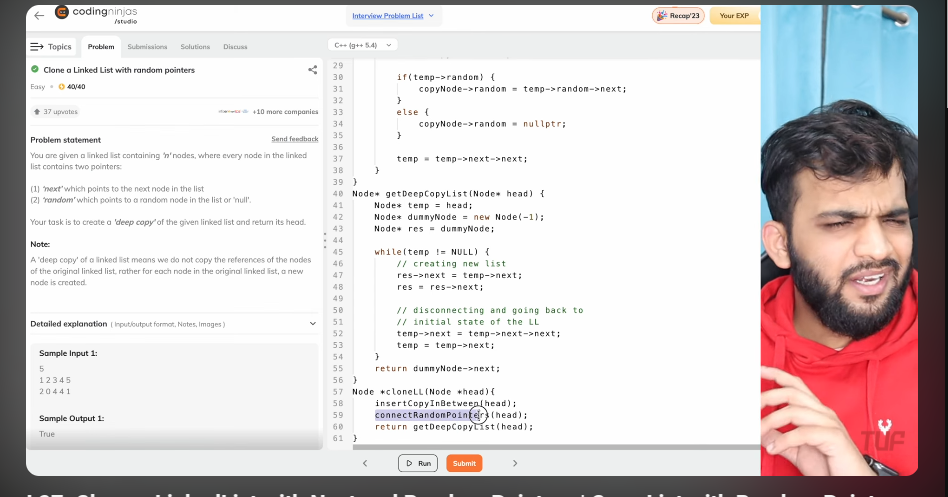 codingninjas
/studio
Interview Problem List
Recap'23
Your EXP
Topics
Problem
Submissions
Solutions
Discuss
C++ (g++ 5.4)
Clone a Linked List with random pointers
Easy
40/40
37 upvotes
+10 more companies
Problem statement
Send feedback
You are given a linked list containing 'n' nodes, where every node in the linked
list contains two pointers:
(1) 'next' which points to the next node in the list
(2) 'random' which points to a random node in the list or 'null'.
Your task is to create a 'deep copy' of the given linked list and return its head.
Note:
A 'deep copy' of a linked list means we do not copy the references of the nodes
of the original linked list, rather for each node in the original linked list, a new
node is created.
Detailed explanation ( Input/output format, Notes, Images )
Sample Input 1:
5
1 2 3 4 5
2 0 4 4 1
Sample Output 1:
True
29
30 if(temp->random) {
31 copyNode->random = temp->random->next;
32 }
33 else {
34 copyNode->random = nullptr;
35 }
36
37 temp = temp->next->next;
38 }
39 }
40 Node* getDeepCopyList(Node* head) {
41 Node* temp = head;
42 Node* dummyNode = new Node(-1);
43 Node* res = dummyNode;
44
45 while(temp != NULL) {
46 // creating new list
47 res->next = temp->next;
48 res = res->next;
49
50 // disconnecting and going back to
51 // initial state of the LL
52 temp->next = temp->next->next;
53 temp = temp->next;
54 }
55 return dummyNode->next;
56 }
57 Node *cloneLL(Node *head){
58 insertCopyInBetween(head);
59 connectRandomPointers(head);
60 return getDeepCopyList(head);
61 }
Run
Submit
TUF